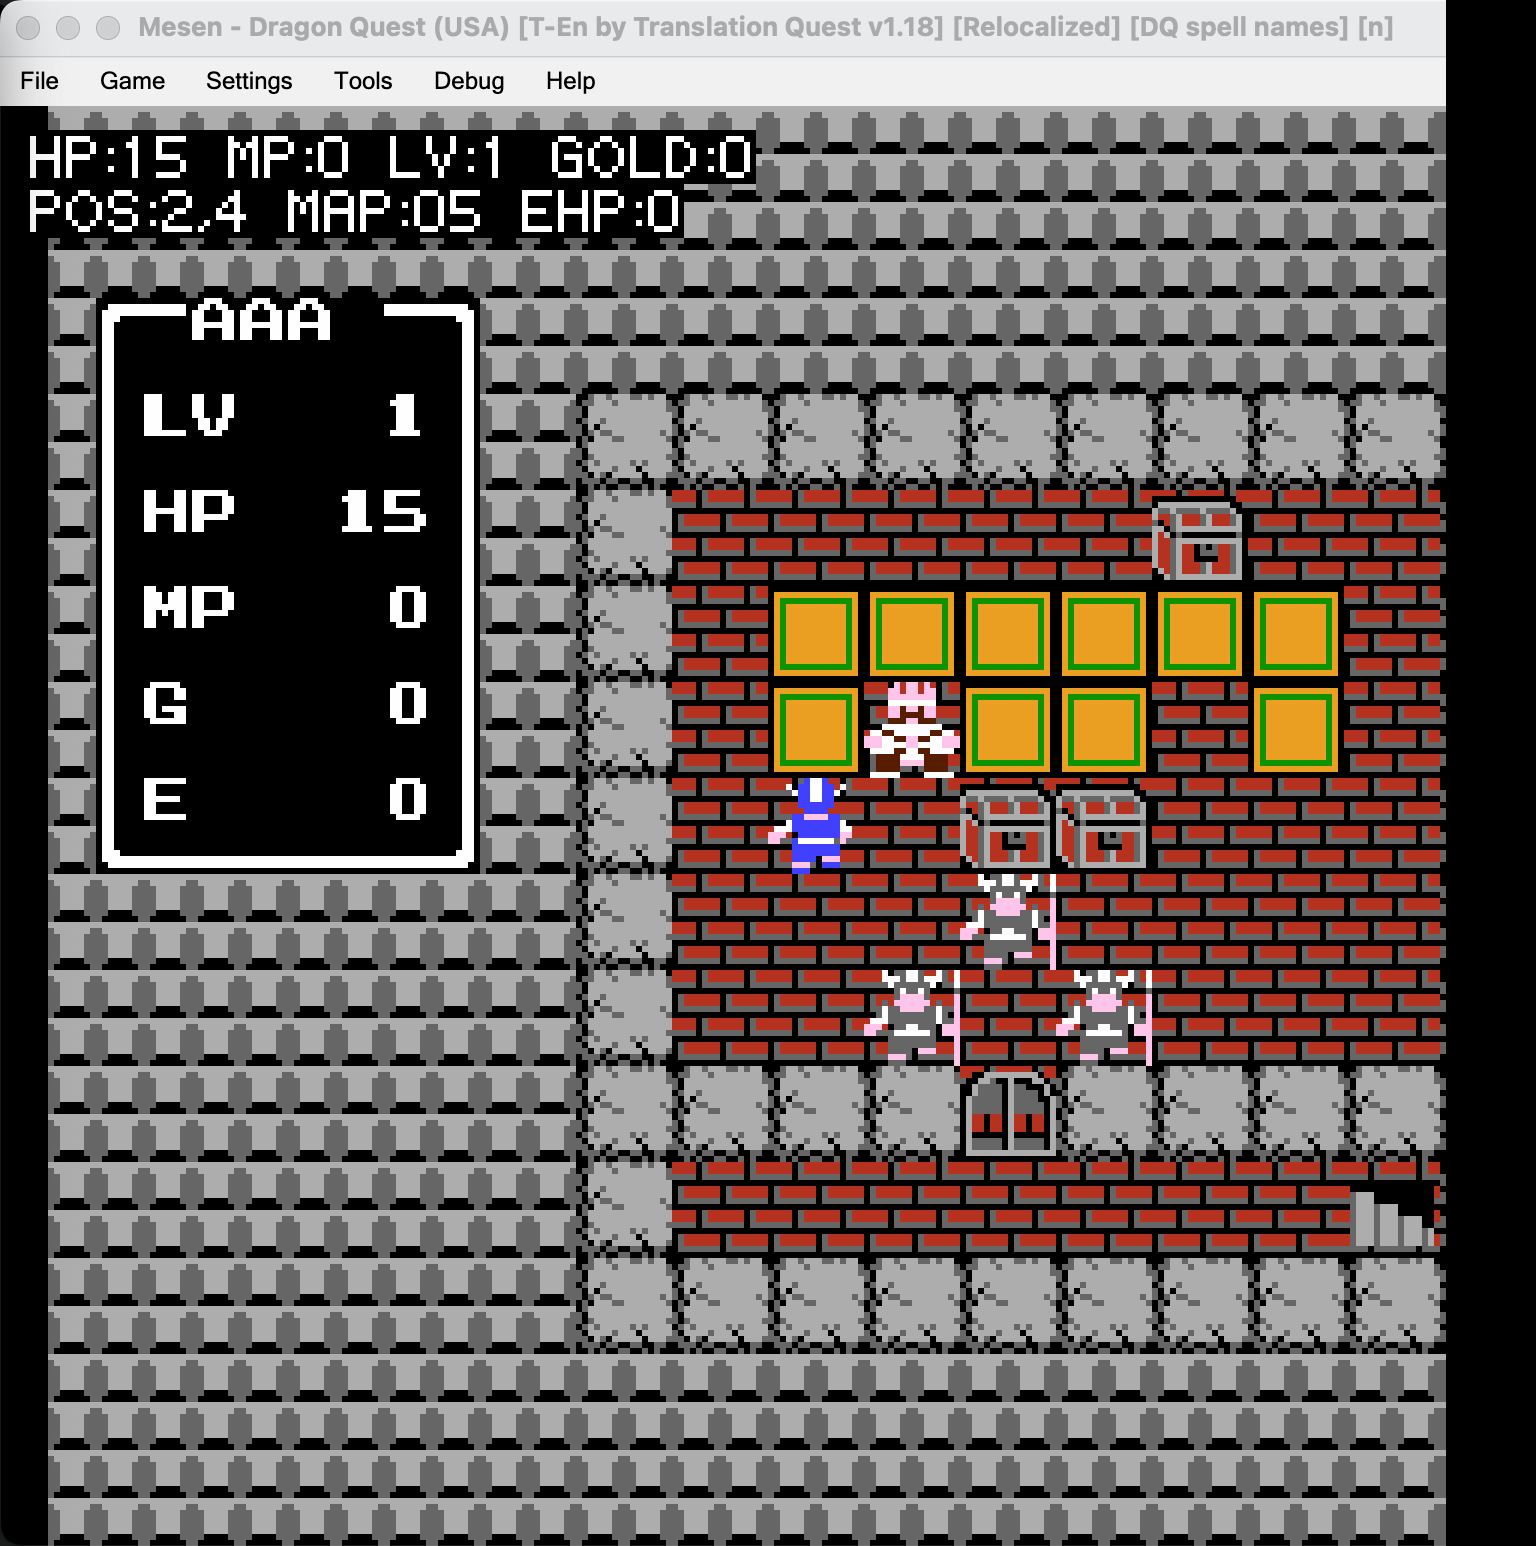 Mesen - Dragon Quest (USA) [T-En by Translation Quest v1.18] [Relocalized] [DQ spell names] [n]
File Game Settings Tools Debug Help
HP:15 MP:0 LV:1 GOLD:0
POS:2,4 MAP:05 EHP:0
AAA
LV 1
HP 15
MP 0
G 0
E 0